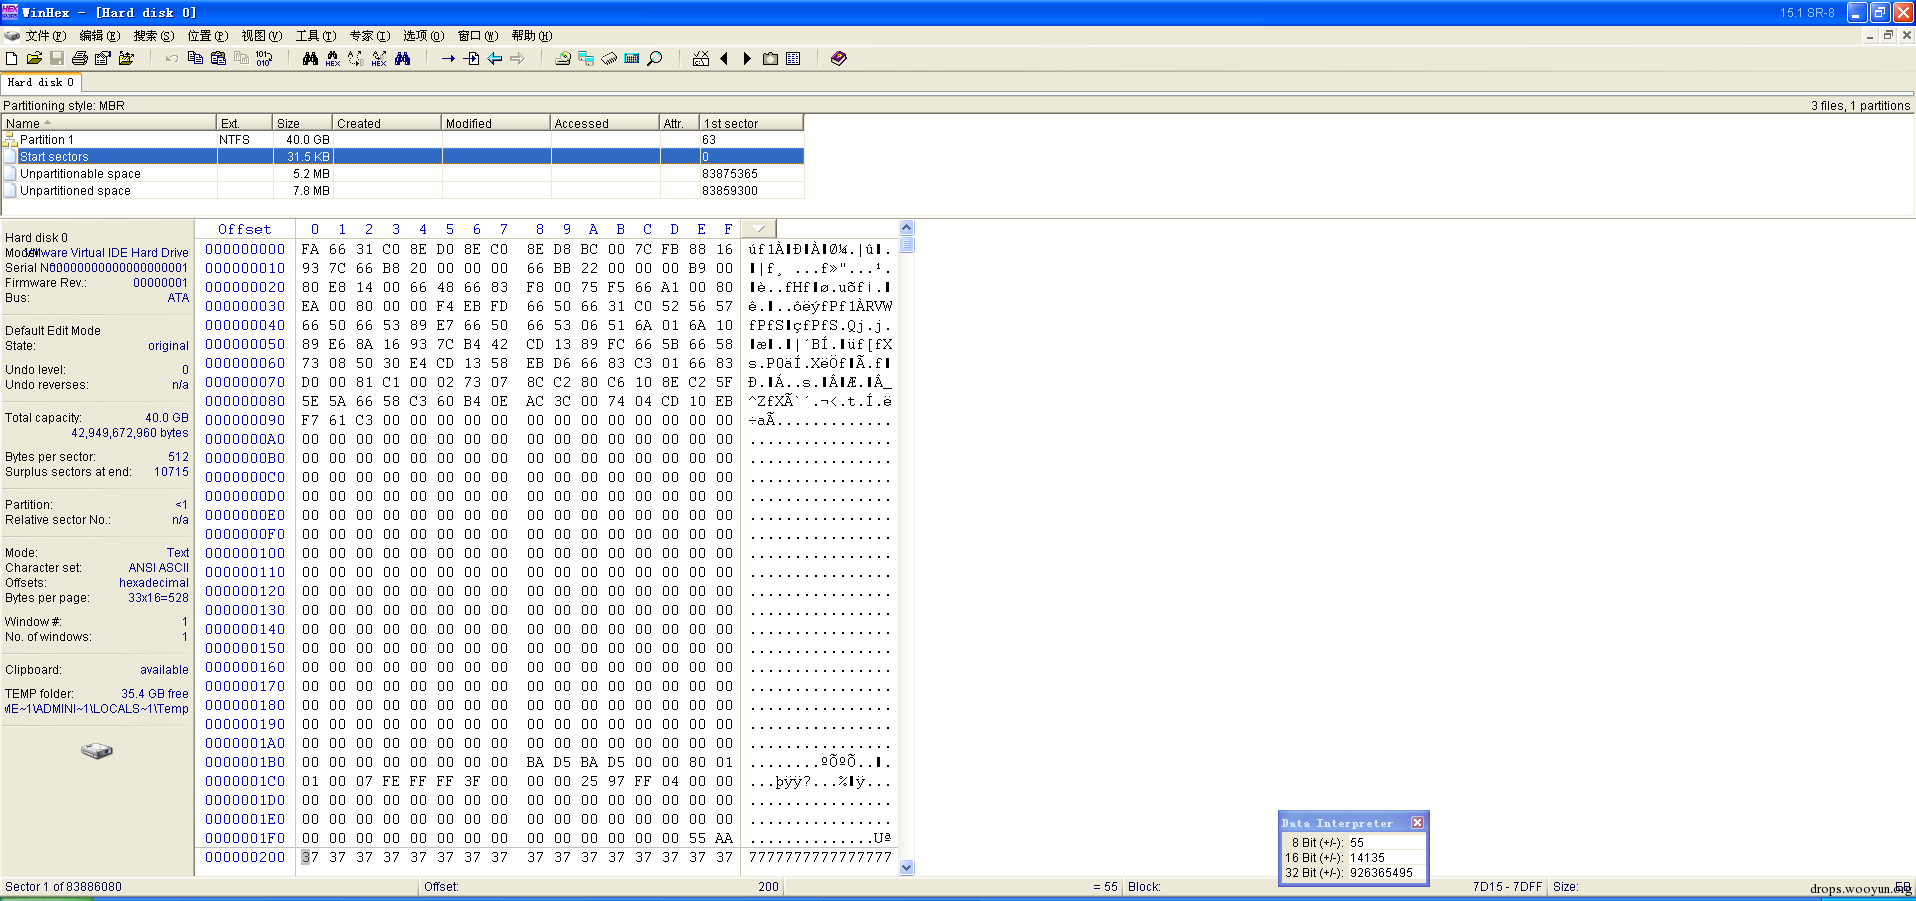 WinHex - [Hard disk 0] 15.1 SR-8
文件(F) 编辑(E) 搜索(S) 位置(P) 视图(V) 工具(T) 专家(I) 选项(O) 窗口(W) 帮助(H)
Hard disk 0
Partitioning style: MBR 3 files, 1 partitions
Name Ext. Size Created Modified Accessed Attr. 1st sector
Partition 1 NTFS 40.0 GB 63
Start sectors 31.5 KB 0
Unpartitionable space 5.2 MB 83875365
Unpartitioned space 7.8 MB 83859300
Hard disk 0
VMware Virtual IDE Hard Drive
Serial No 00000000000000000001
Firmware Rev.: 00000001
Bus: ATA
Default Edit Mode
State: original
Undo level: 0
Undo reverses: n/a
Total capacity: 40.0 GB
42,949,672,960 bytes
Bytes per sector: 512
Surplus sectors at end: 10715
Partition: <1
Relative sector No.: n/a
Mode: Text
Character set: ANSI ASCII
Offsets: hexadecimal
Bytes per page: 33x16=528
Window #: 1
No. of windows: 1
Clipboard: available
TEMP folder: 35.4 GB free
ME~1\ADMINI~1\LOCALS~1\Temp
Offset 0 1 2 3 4 5 6 7 8 9 A B C D E F
000000000 FA 66 31 C0 8E D0 8E C0 8E D8 BC 00 7C FB 88 16
000000010 93 7C 66 B8 20 00 00 00 66 BB 22 00 00 00 B9 00
000000020 80 E8 14 00 66 48 66 83 F8 00 75 F5 66 A1 00 80
000000030 EA 00 80 00 00 F4 EB FD 66 50 66 31 C0 52 56 57
000000040 66 50 66 53 89 E7 66 50 66 53 06 51 6A 01 6A 10
000000050 89 E6 8A 16 93 7C B4 42 CD 13 89 FC 66 5B 66 58
000000060 73 08 50 30 E4 CD 13 58 EB D6 66 83 C3 01 66 83
000000070 D0 00 81 C1 00 02 73 07 8C C2 80 C6 10 8E C2 5F
000000080 5E 5A 66 58 C3 60 B4 0E AC 3C 00 74 04 CD 10 EB
000000090 F7 61 C3 00 00 00 00 00 00 00 00 00 00 00 00 00
0000000A0 00 00 00 00 00 00 00 00 00 00 00 00 00 00 00 00
0000000B0 00 00 00 00 00 00 00 00 00 00 00 00 00 00 00 00
0000000C0 00 00 00 00 00 00 00 00 00 00 00 00 00 00 00 00
0000000D0 00 00 00 00 00 00 00 00 00 00 00 00 00 00 00 00
0000000E0 00 00 00 00 00 00 00 00 00 00 00 00 00 00 00 00
0000000F0 00 00 00 00 00 00 00 00 00 00 00 00 00 00 00 00
000000100 00 00 00 00 00 00 00 00 00 00 00 00 00 00 00 00
000000110 00 00 00 00 00 00 00 00 00 00 00 00 00 00 00 00
000000120 00 00 00 00 00 00 00 00 00 00 00 00 00 00 00 00
000000130 00 00 00 00 00 00 00 00 00 00 00 00 00 00 00 00
000000140 00 00 00 00 00 00 00 00 00 00 00 00 00 00 00 00
000000150 00 00 00 00 00 00 00 00 00 00 00 00 00 00 00 00
000000160 00 00 00 00 00 00 00 00 00 00 00 00 00 00 00 00
000000170 00 00 00 00 00 00 00 00 00 00 00 00 00 00 00 00
000000180 00 00 00 00 00 00 00 00 00 00 00 00 00 00 00 00
000000190 00 00 00 00 00 00 00 00 00 00 00 00 00 00 00 00
0000001A0 00 00 00 00 00 00 00 00 00 00 00 00 00 00 00 00
0000001B0 00 00 00 00 00 00 00 00 BA D5 BA D5 00 00 80 01
0000001C0 01 00 07 FE FF FF 3F 00 00 00 25 97 FF 04 00 00
0000001D0 00 00 00 00 00 00 00 00 00 00 00 00 00 00 00 00
0000001E0 00 00 00 00 00 00 00 00 00 00 00 00 00 00 00 00
0000001F0 00 00 00 00 00 00 00 00 00 00 00 00 00 00 55 AA
000000200 37 37 37 37 37 37 37 37 37 37 37 37 37 37 37 37 7777777777777777
Data Interpreter
8 Bit (+/-): 55
16 Bit (+/-): 14135
32 Bit (+/-): 926365495
Sector 1 of 83886080 Offset: 200 = 55 Block: 7D15 - 7DFF Size: EB
drops.wooyun.org